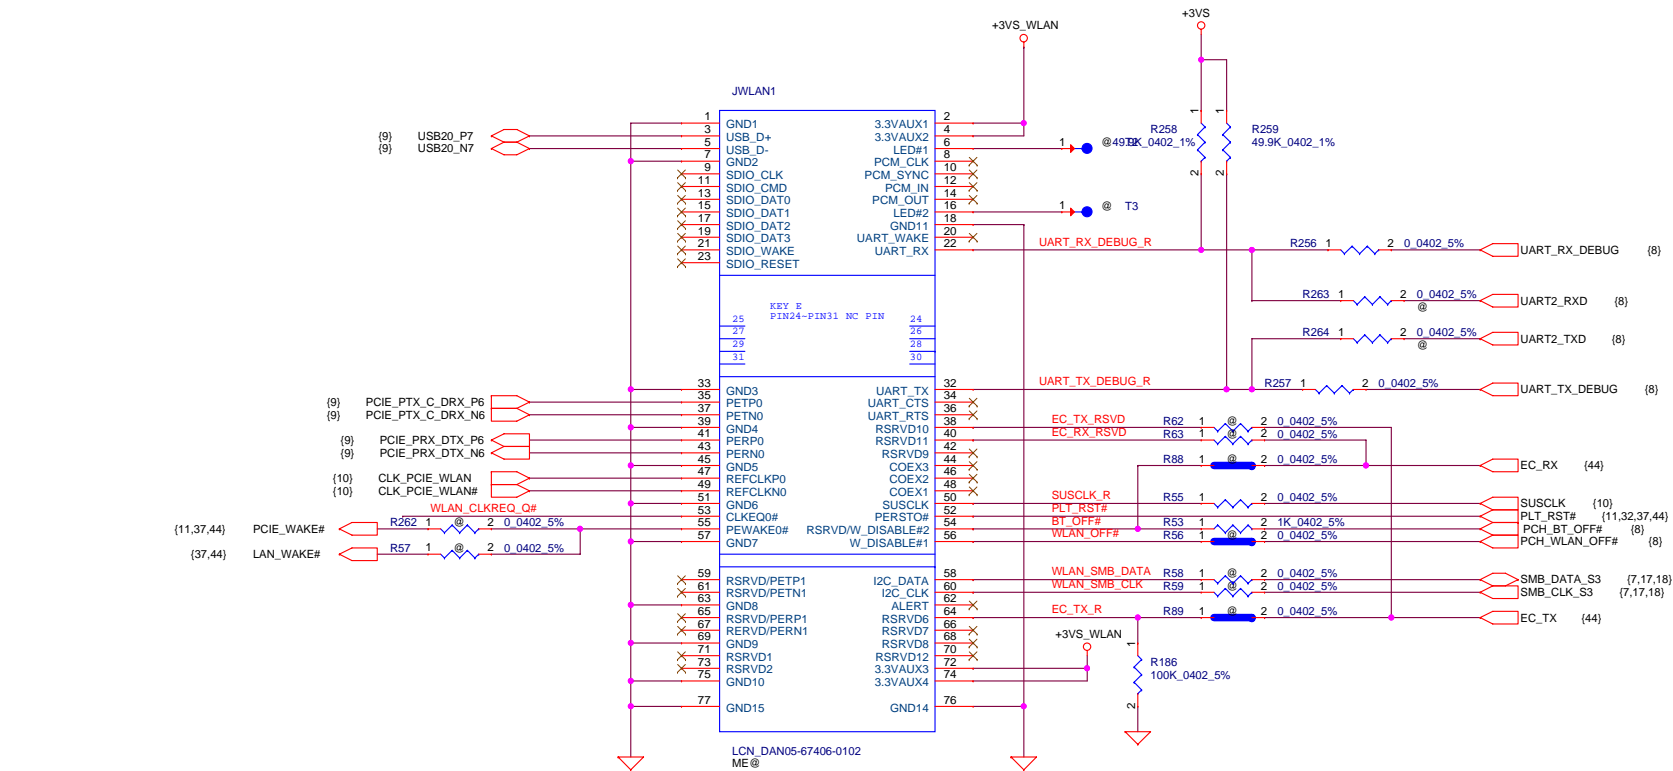 +3VS_WLAN
+3VS
JWLAN1
1 GND1 3.3VAUX1 2
{9} USB20_P7 3 USB_D+ 3.3VAUX2 4
{9} USB20_N7 5 USB_D- LED#1 6 1 @
7 GND2 PCM_CLK 8
9 SDIO_CLK PCM_SYNC 10
11 SDIO_CMD PCM_IN 12
13 SDIO_DAT0 PCM_OUT 14
15 SDIO_DAT1 LED#2 16 1 @ T3
17 SDIO_DAT2 GND11 18
19 SDIO_DAT3 UART_WAKE 20
21 SDIO_WAKE UART_RX 22 UART_RX_DEBUG_R
23 SDIO_RESET
1 R258 K_0402_1% 2
1 R259 49.9K_0402_1% 2
R256 1 2 0_0402_5% UART_RX_DEBUG {8}
R263 1 2 0_0402_5% @ UART2_RXD {8}
KEY E
PIN24~PIN31 NC PIN
25 24
27 26
29 28
31 30
R264 1 2 0_0402_5% @ UART2_TXD {8}
33 GND3 UART_TX 32 UART_TX_DEBUG_R R257 1 2 0_0402_5% UART_TX_DEBUG {8}
{9} PCIE_PTX_C_DRX_P6 35 PETP0 UART_CTS 34
{9} PCIE_PTX_C_DRX_N6 37 PETN0 UART_RTS 36
39 GND4 RSRVD10 38 EC_TX_RSVD R62 1 @ 2 0_0402_5%
{9} PCIE_PRX_DTX_P6 41 PERP0 RSRVD11 40 EC_RX_RSVD R63 1 @ 2 0_0402_5%
{9} PCIE_PRX_DTX_N6 43 PERN0 RSRVD9 42
45 GND5 COEX3 44 R88 1 @ 2 0_0402_5% EC_RX {44}
{10} CLK_PCIE_WLAN 47 REFCLKP0 COEX2 46
{10} CLK_PCIE_WLAN# 49 REFCLKN0 COEX1 48
51 GND6 SUSCLK 50 SUSCLK_R R55 1 2 0_0402_5% SUSCLK {10}
WLAN_CLKREQ_Q# 53 CLKEQ0# PERSTO# 52 PLT_RST# PLT_RST# {11,32,37,44}
{11,37,44} PCIE_WAKE# R262 1 @ 2 0_0402_5% 55 PEWAKE0# RSRVD/W_DISABLE#2 54 BT_OFF# R53 1 @ 2 1K_0402_5% PCH_BT_OFF# {8}
57 GND7 W_DISABLE#1 56 WLAN_OFF# R56 1 @ 2 0_0402_5% PCH_WLAN_OFF# {8}
{37,44} LAN_WAKE# R57 1 @ 2 0_0402_5%
59 RSRVD/PETP1 I2C_DATA 58 WLAN_SMB_DATA R58 1 @ 2 0_0402_5% SMB_DATA_S3 {7,17,18}
61 RSRVD/PETN1 I2C_CLK 60 WLAN_SMB_CLK R59 1 @ 2 0_0402_5% SMB_CLK_S3 {7,17,18}
63 GND8 ALERT 62
65 RSRVD/PERP1 RSRVD6 64 EC_TX_R R89 1 @ 2 0_0402_5% EC_TX {44}
67 RERVD/PERN1 RSRVD7 66
69 GND9 RSRVD8 68
71 RSRVD1 RSRVD12 70
73 RSRVD2 3.3VAUX3 72
75 GND10 3.3VAUX4 74
77 GND15 GND14 76
+3VS_WLAN
1 R186
100K_0402_5%
2
LCN_DAN05-67406-0102
ME@